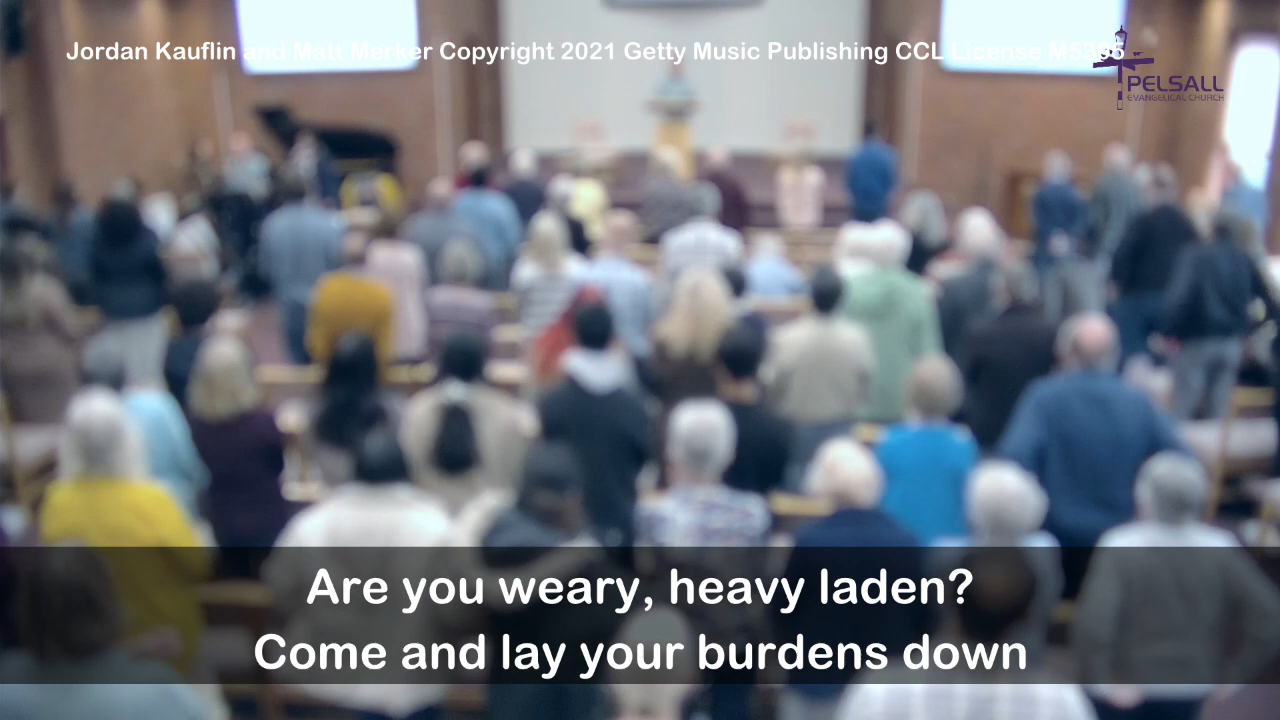 Jordan Kauflin and Matt Merker Copyright 2021 Getty Music Publishing CCL License M5395
PELSALL
EVANGELICAL CHURCH
Are you weary, heavy laden?
Come and lay your burdens down